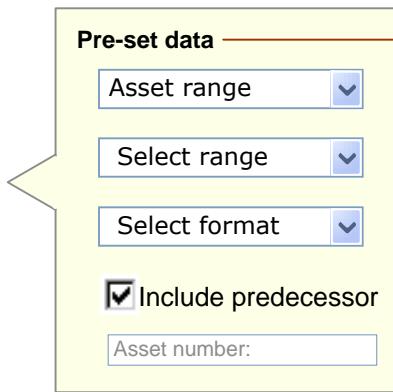 Pre-set data
Asset range
Select range
Select format
Include predecessor
Asset number: